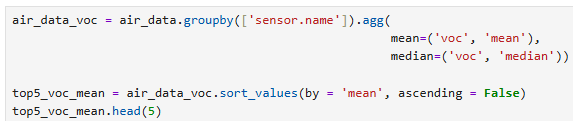 air_data_voc = air_data.groupby(['sensor.name']).agg(
                                                    mean=('voc', 'mean'),
                                                    median=('voc', 'median'))
top5_voc_mean = air_data_voc.sort_values(by = 'mean', ascending = False)
top5_voc_mean.head(5)